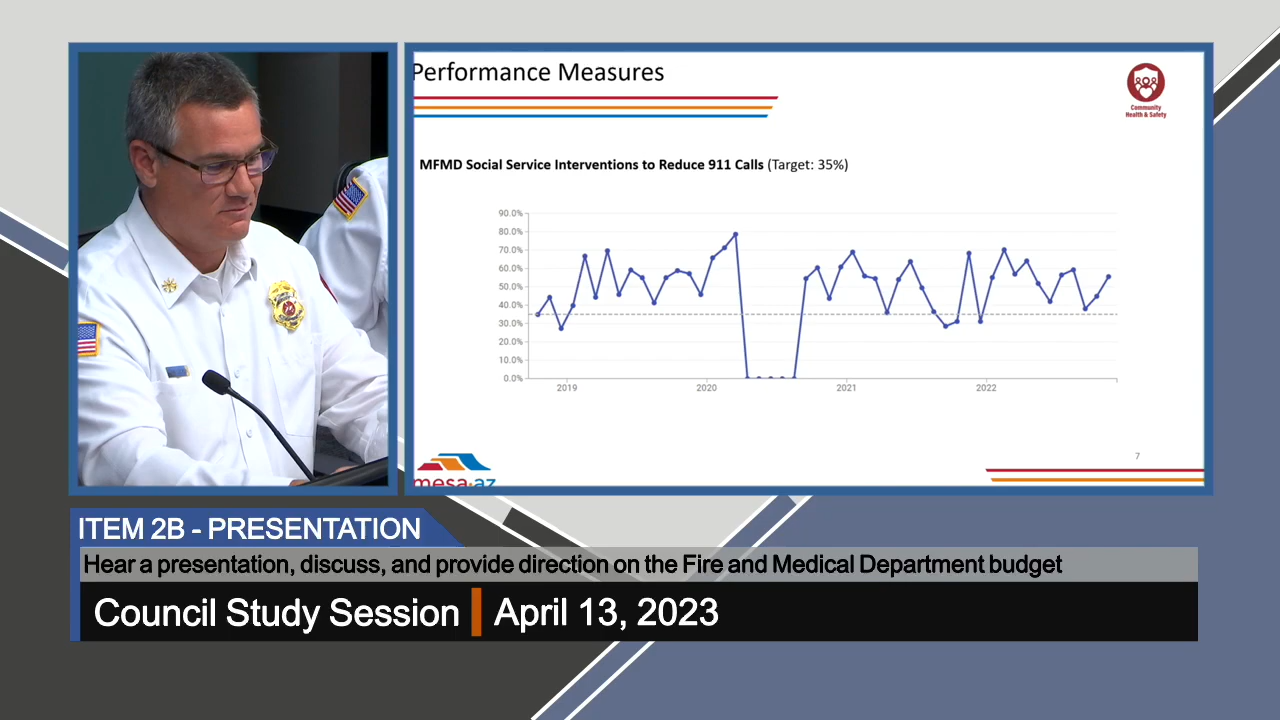 Performance Measures
Community
Health & Safety
MFMD Social Service Interventions to Reduce 911 Calls (Target: 35%)
90.0%
80.0%
70.0%
60.0%
50.0%
40.0%
30.0%
20.0%
10.0%
0.0%
2019
2020
2021
2022
7
mesa·az
ITEM 2B - PRESENTATION
Hear a presentation, discuss, and provide direction on the Fire and Medical Department budget
Council Study Session
April 13, 2023